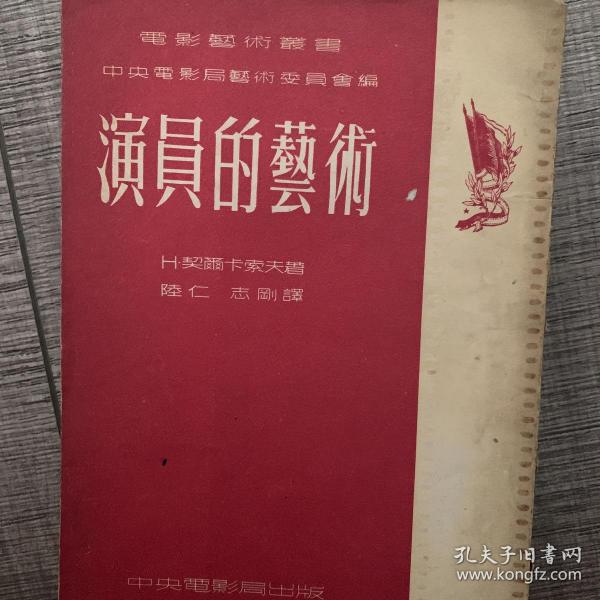 電影藝術叢書
中央電影局藝術委員會編
演員的藝術
Н·契爾卡索夫著
陸仁 志剛譯
中央電影局出版
孔夫子旧书网
www.kongfz.com